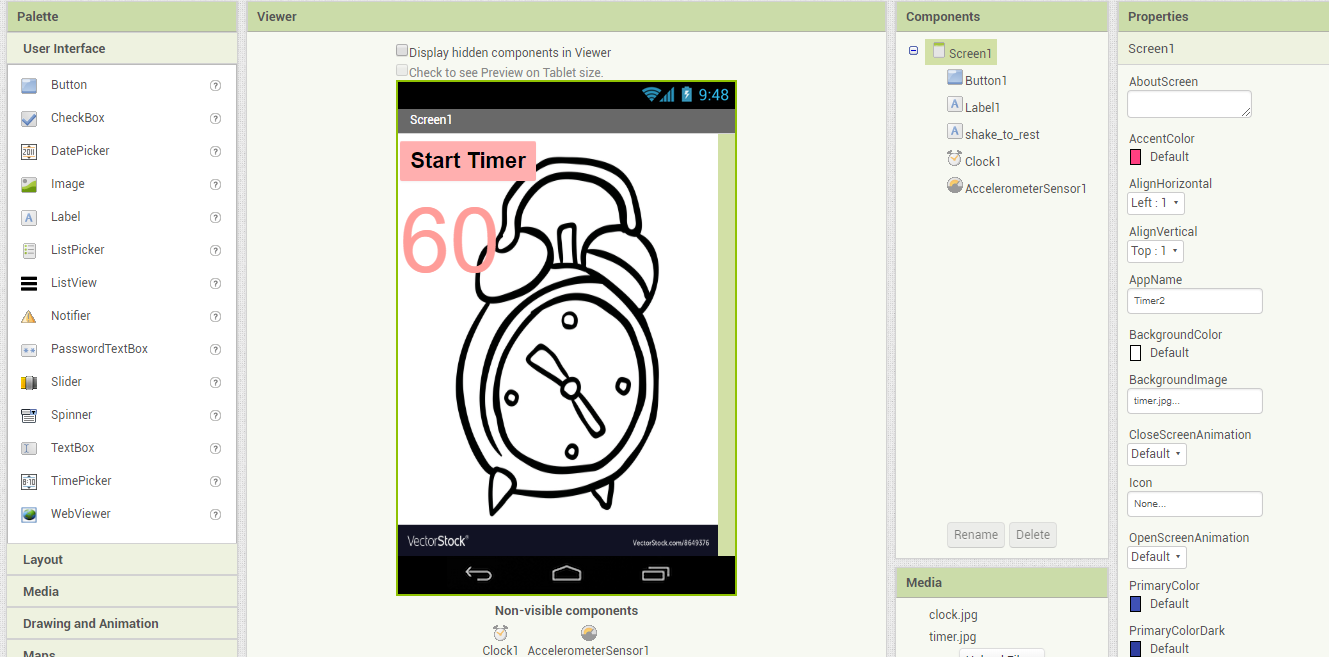 Palette
User Interface
Button
CheckBox
DatePicker
Image
Label
ListPicker
ListView
Notifier
PasswordTextBox
Slider
Spinner
TextBox
TimePicker
WebViewer
Layout
Media
Drawing and Animation
Maps
Viewer
Display hidden components in Viewer
Check to see Preview on Tablet size.
9:48
Screen1
Start Timer
60
VectorStock®
VectorStock.com/8649376
Non-visible components
Clock1 AccelerometerSensor1
Components
Screen1
Button1
Label1
shake_to_rest
Clock1
AccelerometerSensor1
Rename Delete
Media
clock.jpg
timer.jpg
Properties
Screen1
AboutScreen
AccentColor
Default
AlignHorizontal
Left : 1
AlignVertical
Top : 1
AppName
Timer2
BackgroundColor
Default
BackgroundImage
timer.jpg...
CloseScreenAnimation
Default
Icon
None...
OpenScreenAnimation
Default
PrimaryColor
Default
PrimaryColorDark
Default